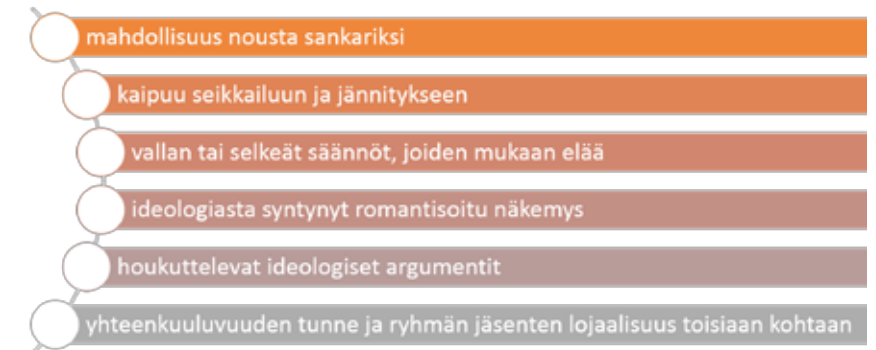 mahdollisuus nousta sankariksi
kaipuu seikkailuun ja jännitykseen
vallan tai selkeät säännöt, joiden mukaan elää
ideologiasta syntynyt romantisoitu näkemys
houkuttelevat ideologiset argumentit
yhteenkuuluvuuden tunne ja ryhmän jäsenten lojaalisuus toisiaan kohtaan